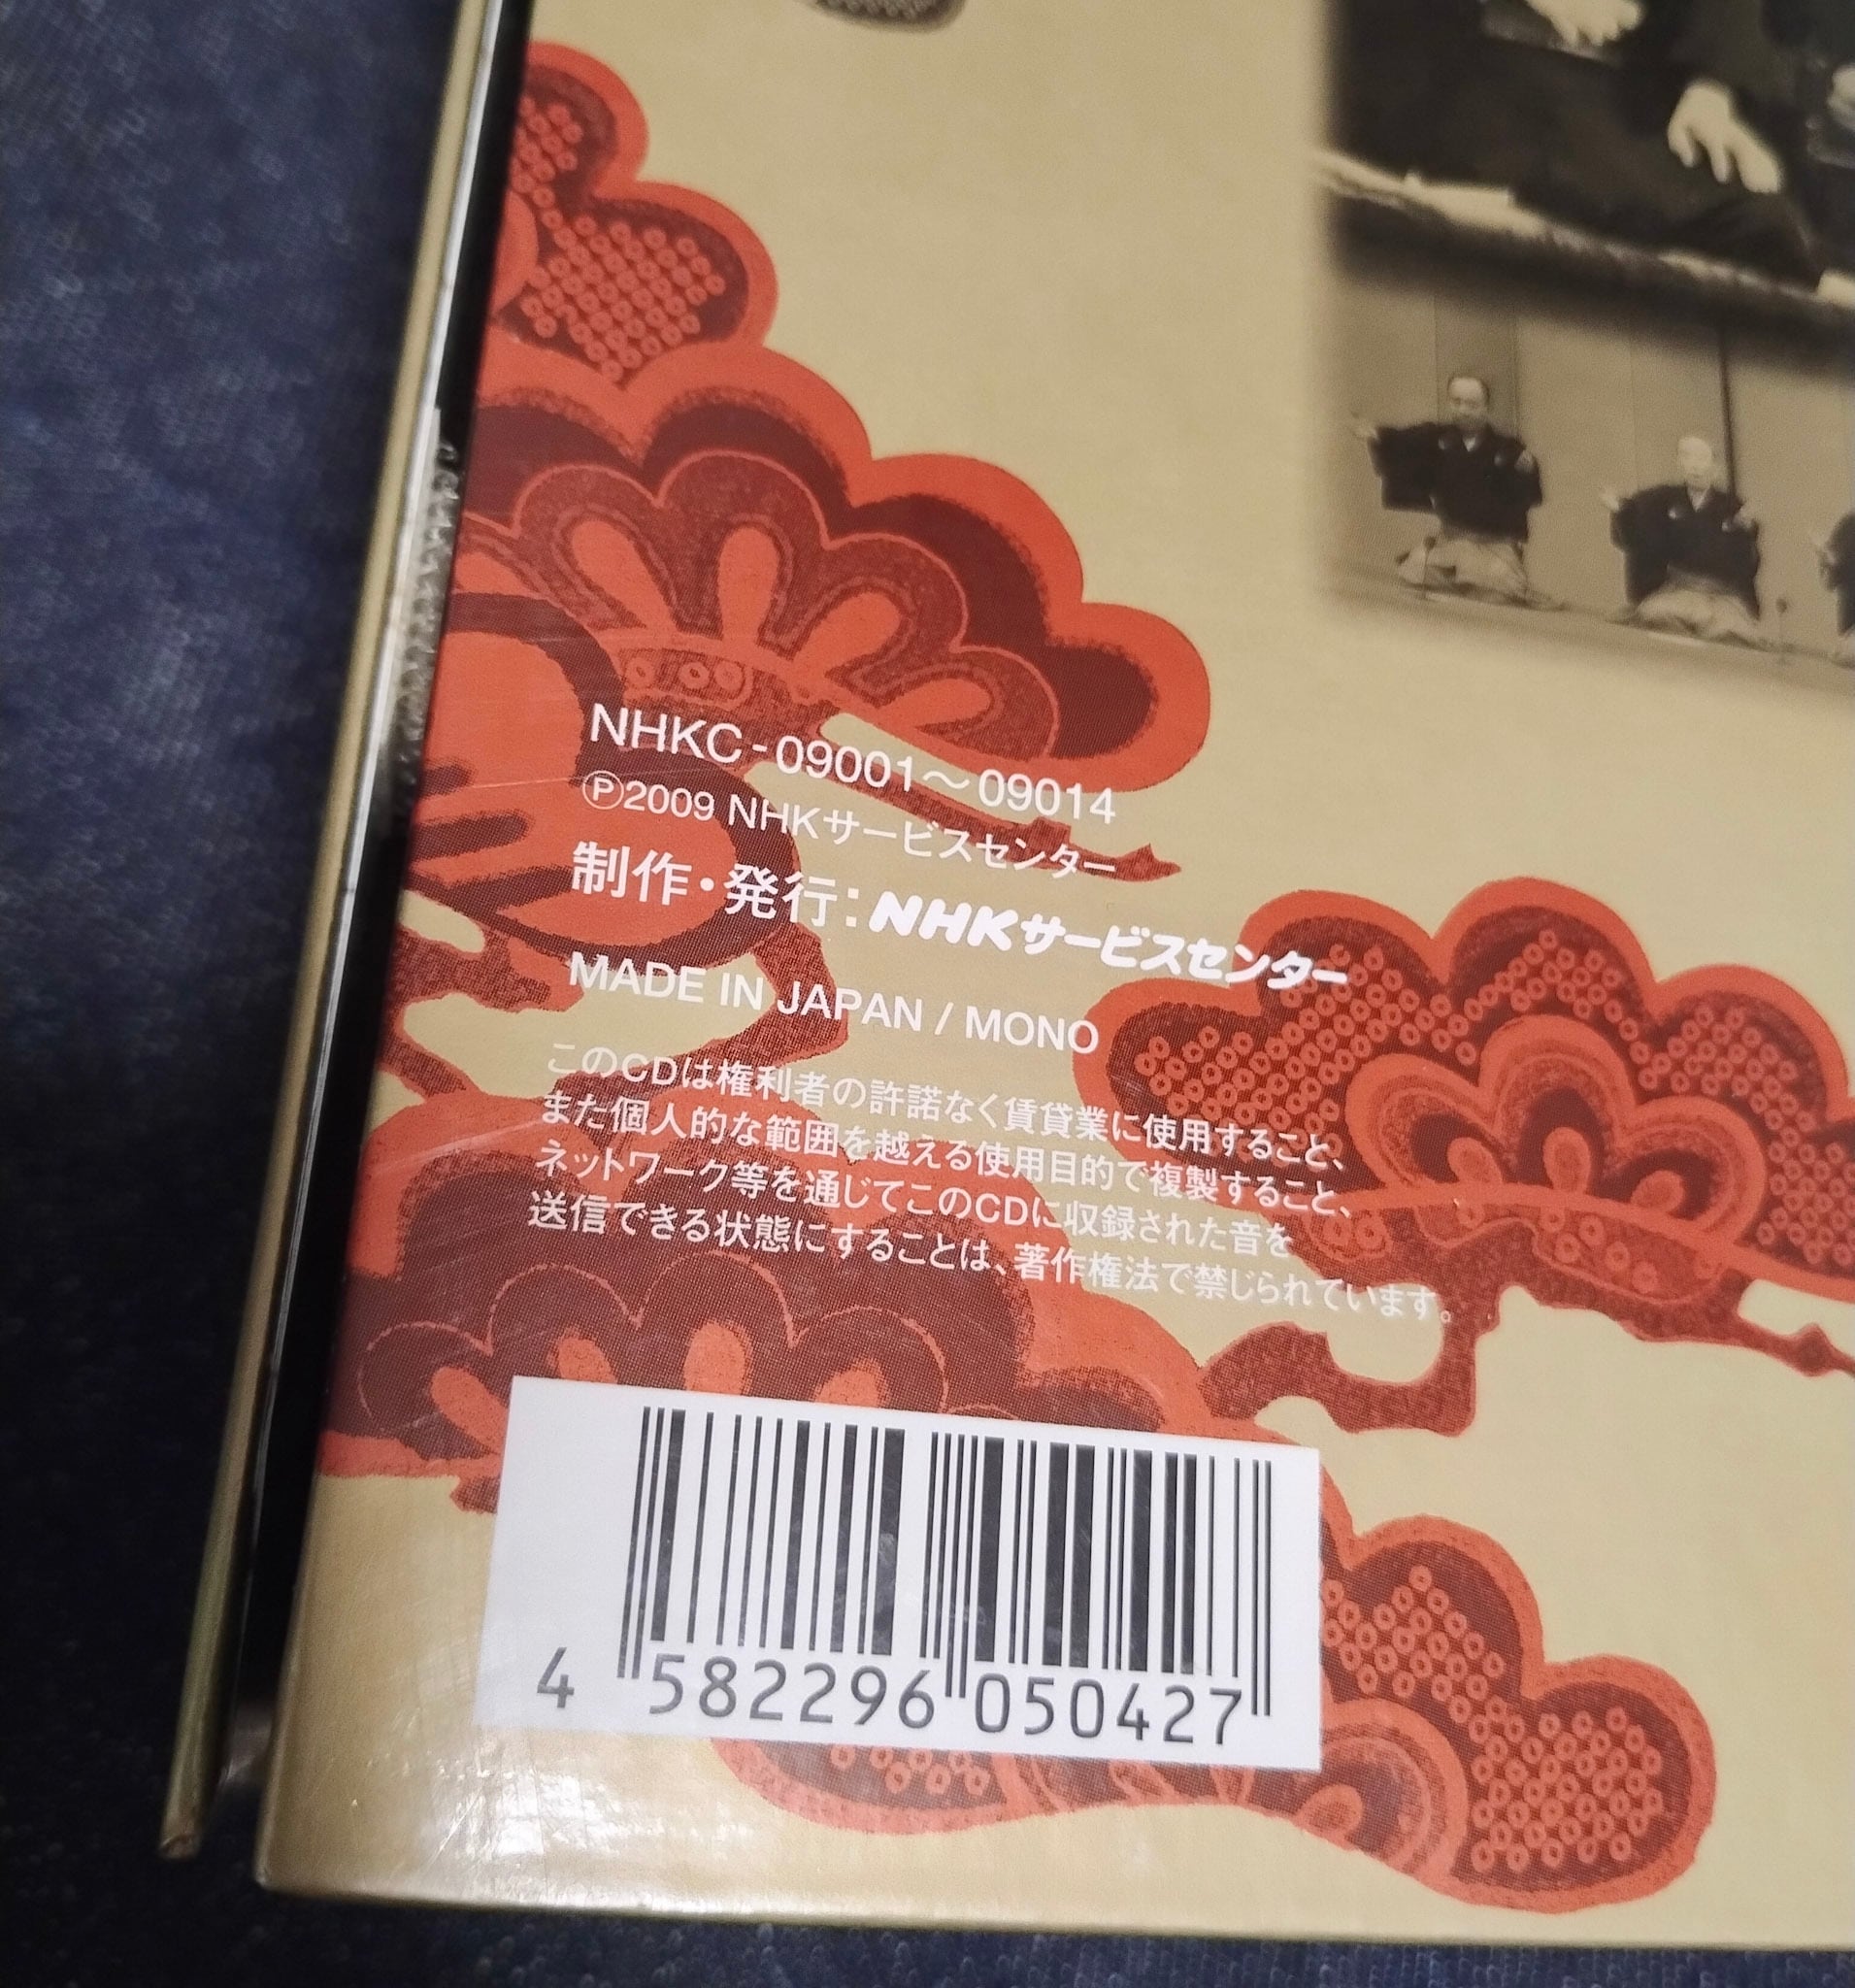 NHKC-09001～09014
Ⓟ2009 NHKサービスセンター
制作・発行：NHKサービスセンター
MADE IN JAPAN / MONO
このCDは権利者の許諾なく賃貸業に使用すること、
また個人的な範囲を越える使用目的で複製すること、
ネットワーク等を通じてこのCDに収録された音を
送信できる状態にすることは、著作権法で禁じられています。
4 582296 050427